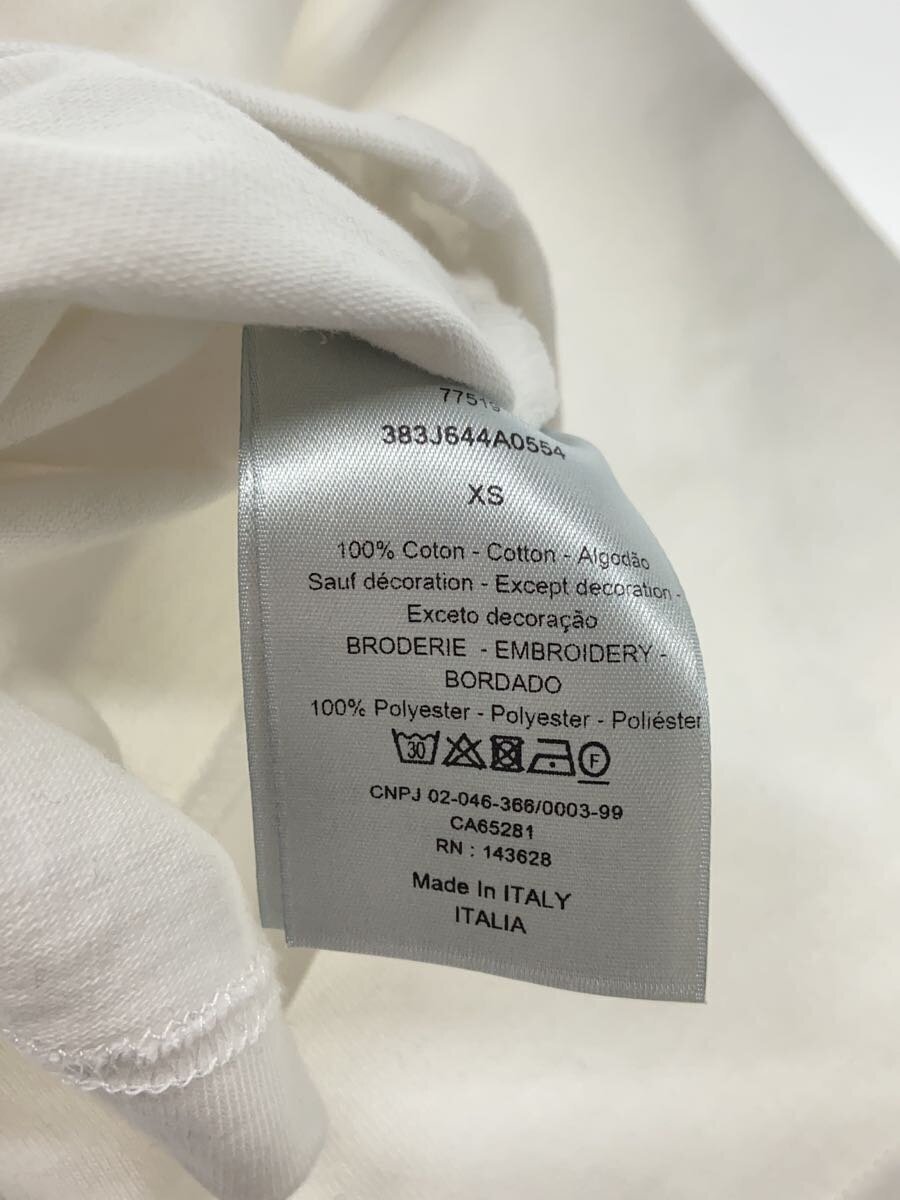 383J644A0554
XS
100% Coton - Cotton - Algodão
Sauf décoration - Except decoration -
Exceto decoração
BRODERIE - EMBROIDERY -
BORDADO
100% Polyester - Polyester - Poliéster
30
F
CNPJ 02-046-366/0003-99
CA65281
RN : 143628
Made In ITALY
ITALIA